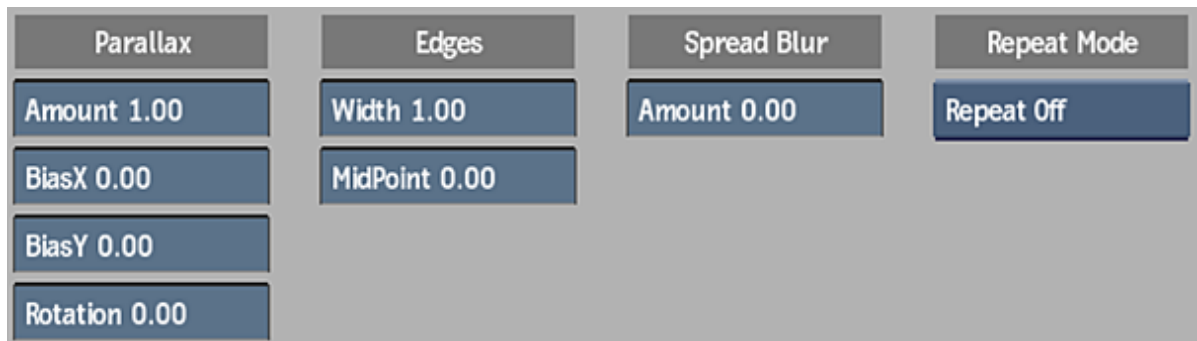 Parallax
Amount 1.00
BiasX 0.00
BiasY 0.00
Rotation 0.00
Edges
Width 1.00
MidPoint 0.00
Spread Blur
Amount 0.00
Repeat Mode
Repeat Off